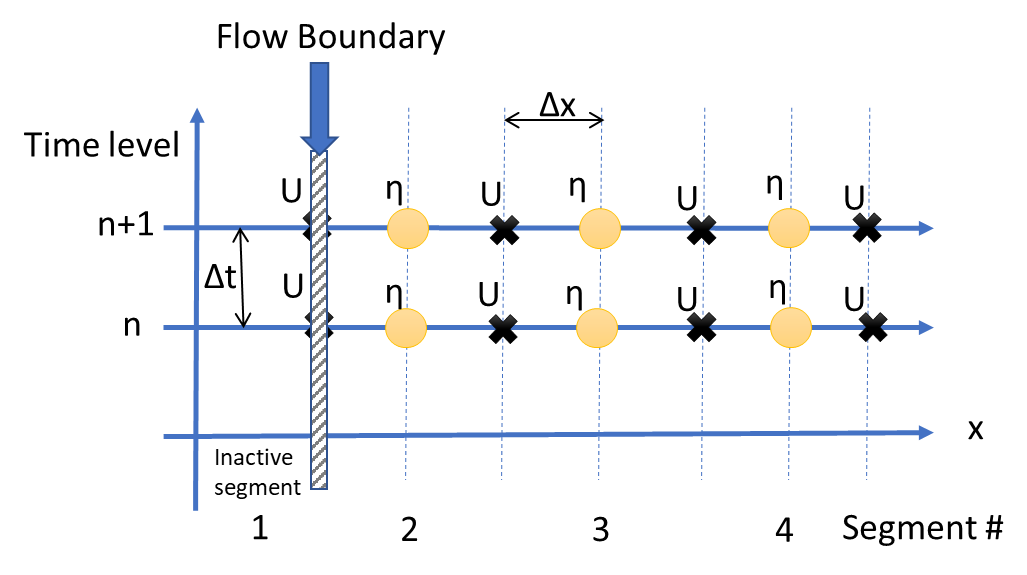 Flow Boundary
Δx
Time level
U η U η U η U
n+1
Δt
U η U η U η U
n
x
Inactive
segment
1 2 3 4 Segment #